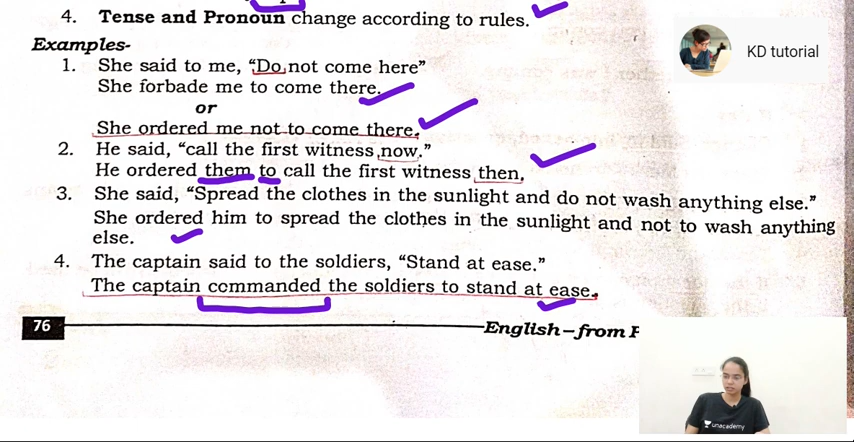 4. Tense and Pronoun change according to rules.
Examples-
1. She said to me, “Do not come here”
She forbade me to come there.
or
She ordered me not to come there.
2. He said, “call the first witness now.”
He ordered them to call the first witness then.
3. She said, “Spread the clothes in the sunlight and do not wash anything else.”
She ordered him to spread the clothes in the sunlight and not to wash anything
else.
4. The captain said to the soldiers, “Stand at ease.”
The captain commanded the soldiers to stand at ease.
76
English–from
KD tutorial
unacademy